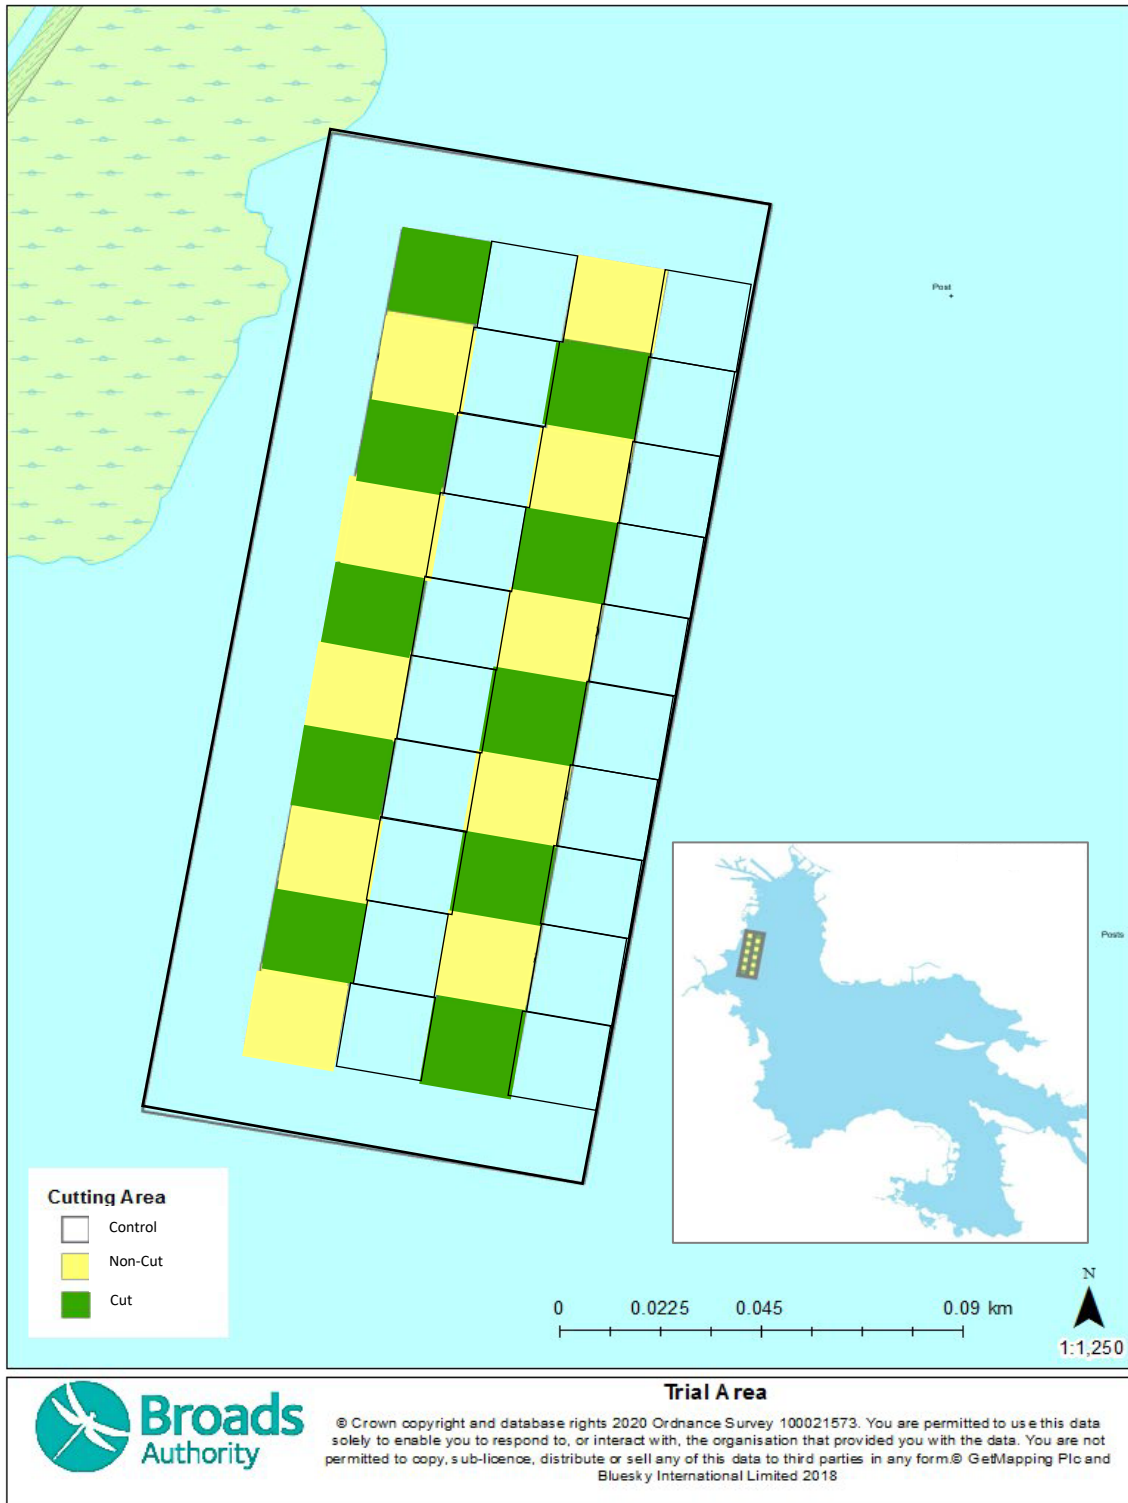 Post
Posts
Cutting Area
Control
Non-Cut
Cut
0 0.0225 0.045 0.09 km
N
1:1,250
Trial Area
Broads
Authority
© Crown copyright and database rights 2020 Ordnance Survey 100021573. You are permitted to use this data
solely to enable you to respond to, or interact with, the organisation that provided you with the data. You are not
permitted to copy, sub-licence, distribute or sell any of this data to third parties in any form.© GetMapping Plc and
Bluesky International Limited 2018